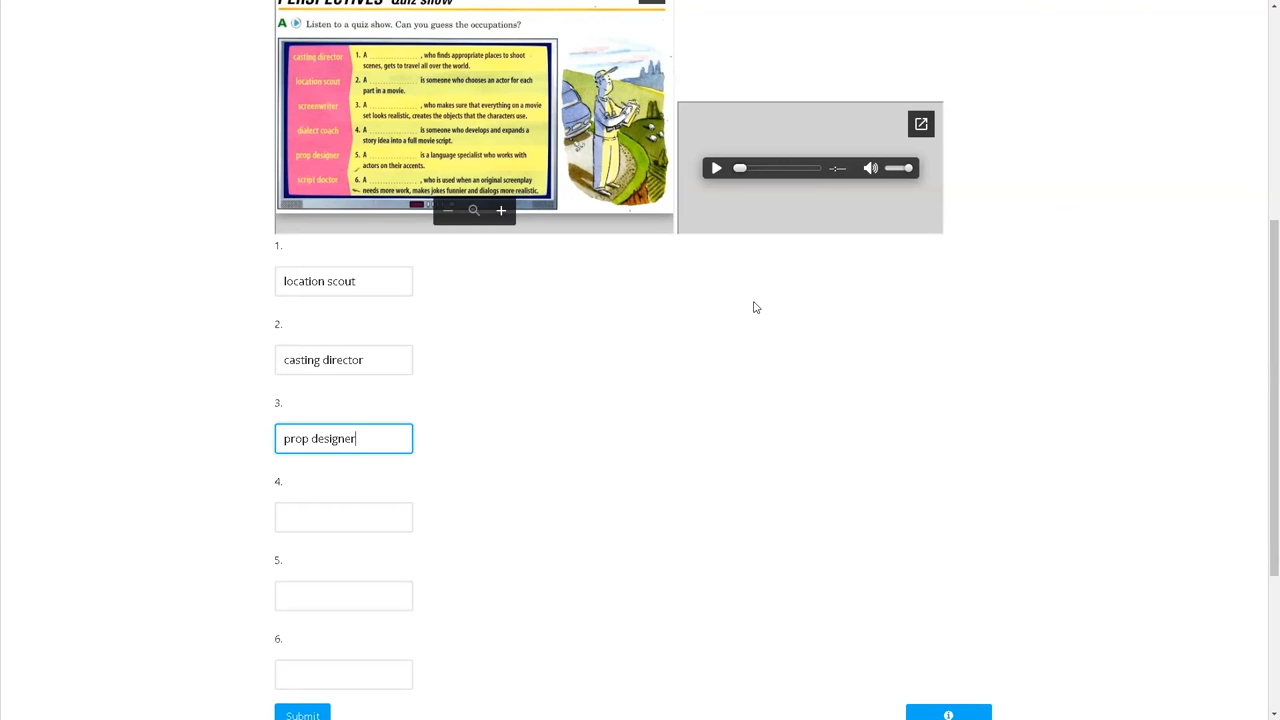 PERSPECTIVES Quiz show
A Listen to a quiz show. Can you guess the occupations?
casting director
location scout
screenwriter
dialect coach
prop designer
script doctor
1. A ............... , who finds appropriate places to shoot
scenes, gets to travel all over the world.
2. A ............... is someone who chooses an actor for each
part in a movie.
3. A ............... , who makes sure that everything on a movie
set looks realistic, creates the objects that the characters use.
4. A ............... is someone who develops and expands a
story idea into a full movie script.
5. A ............... is a language specialist who works with
actors on their accents.
6. A ............... , who is used when an original screenplay
needs more work, makes jokes funnier and dialogs more realistic.
-:--
1.
location scout
2.
casting director
3.
prop designer
4.
5.
6.
Submit